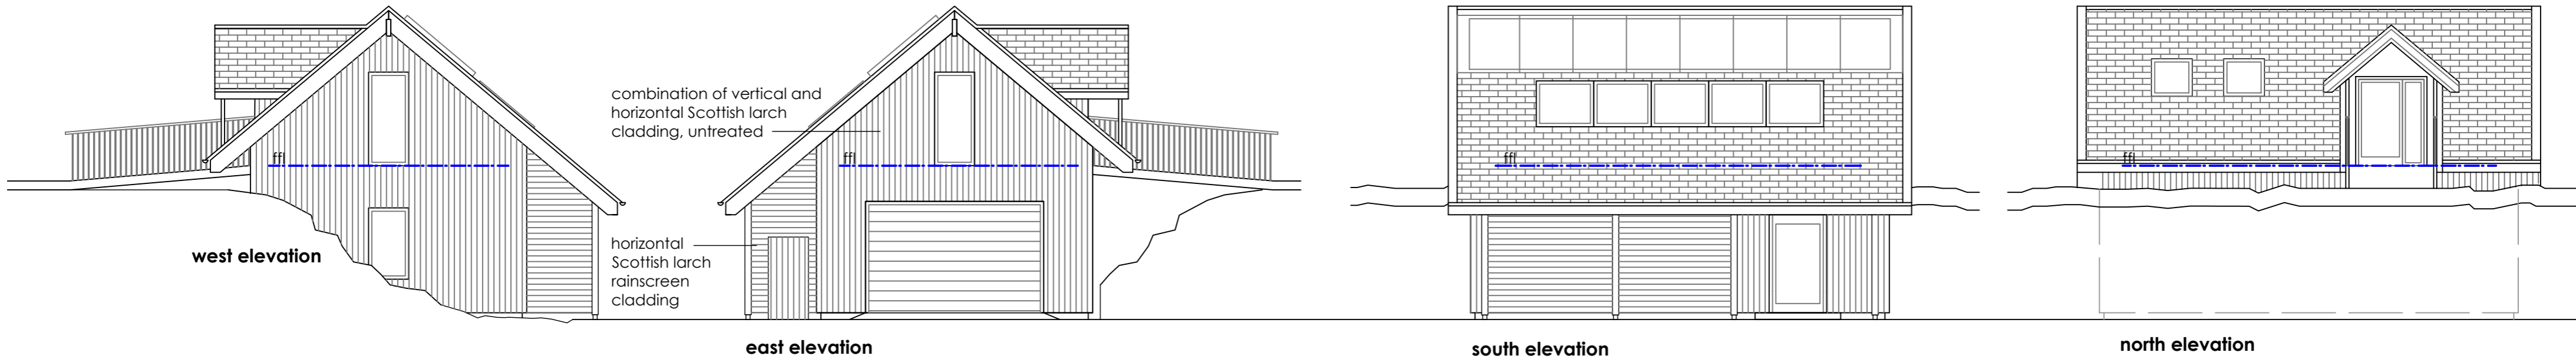 ffl
west elevation
combination of vertical and
horizontal Scottish larch
cladding, untreated
horizontal
Scottish larch
rainscreen
cladding
ffl
east elevation
ffl
south elevation
ffl
north elevation